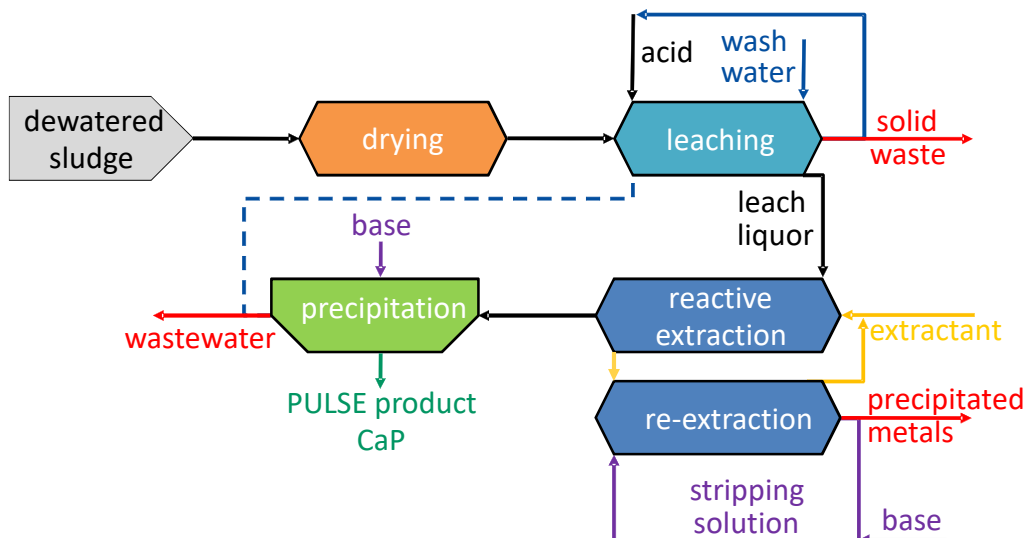 acid
wash
water
dewatered
sludge
drying
leaching
solid
waste
leach
liquor
base
precipitation
reactive
extraction
extractant
wastewater
PULSE product
CaP
re-extraction
precipitated
metals
stripping
solution
base